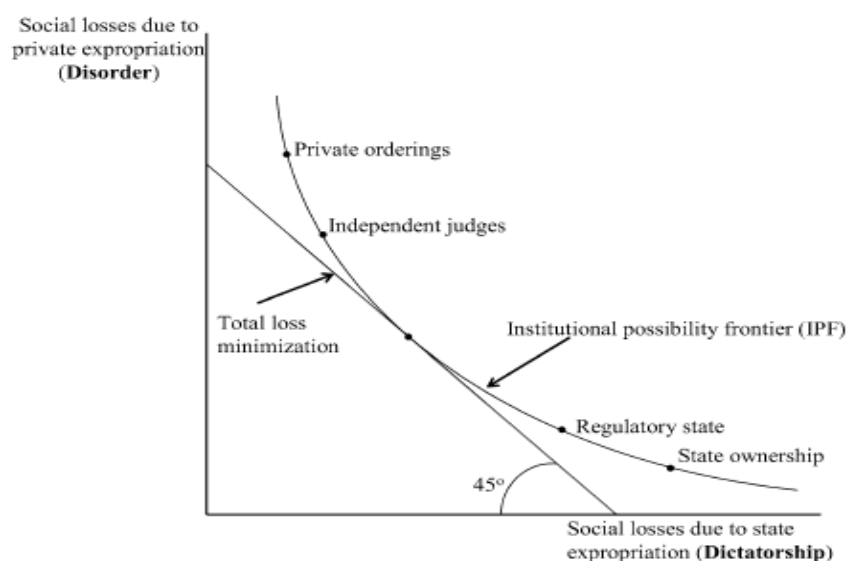 Social losses due to
private expropriation
(Disorder)
Private orderings
Independent judges
Total loss
minimization
Institutional possibility frontier (IPF)
Regulatory state
State ownership
45°
Social losses due to state
expropriation (Dictatorship)